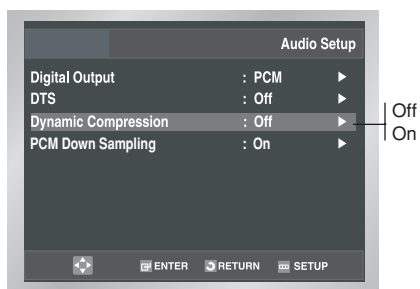 Audio Setup
Digital Output : PCM
DTS : Off
Dynamic Compression : Off
PCM Down Sampling : On
Off
On
ENTER RETURN SETUP